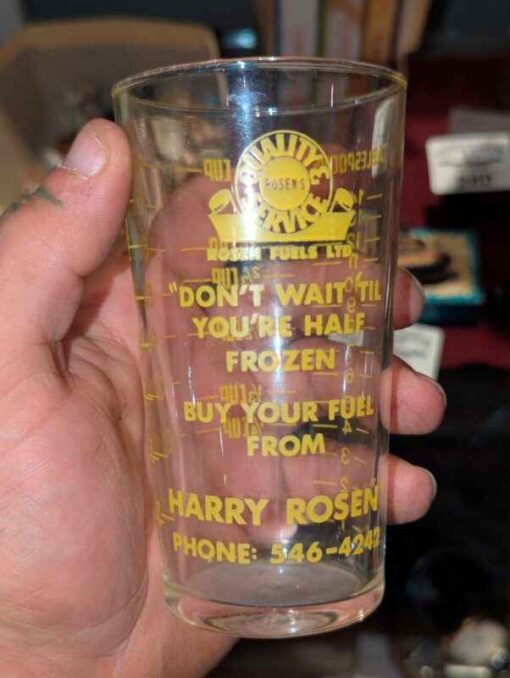 QUALITY &
ROSEN'S
SERVICE
ROSEN FUELS LTD.
"DON'T WAIT 'TIL
YOU'RE HALF
FROZEN
BUY YOUR FUEL
FROM
HARRY ROSEN
PHONE: 546-4242